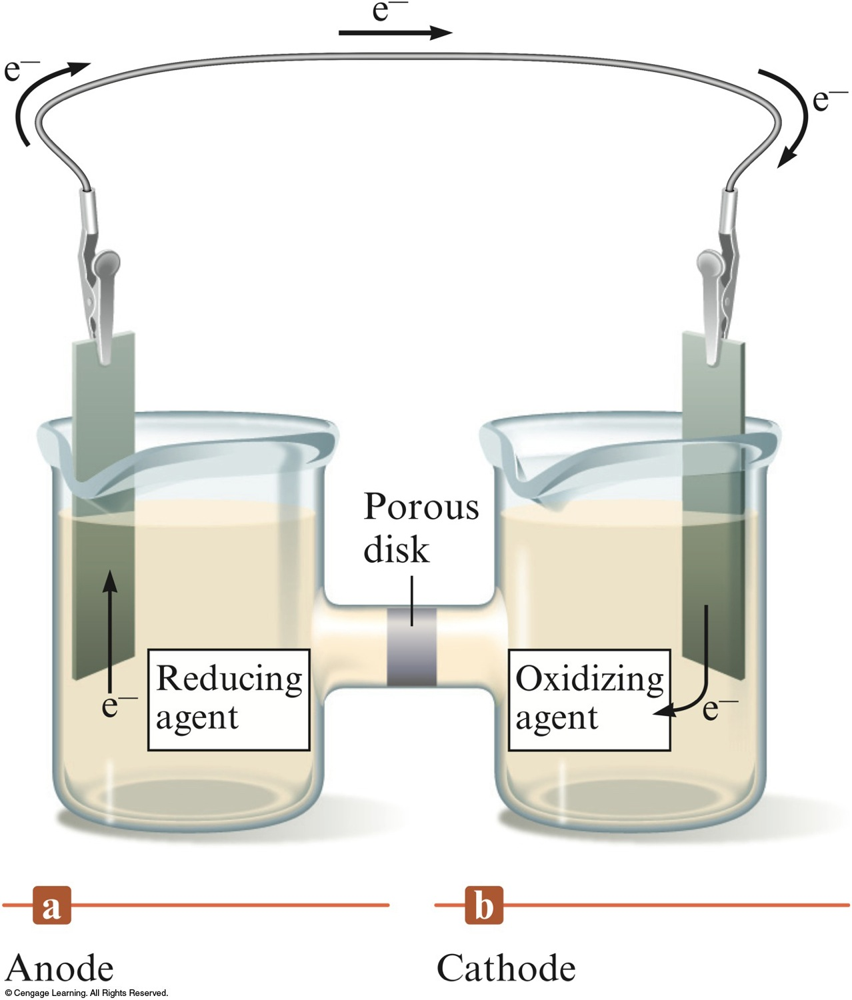 e⁻
e⁻
e⁻
Porous
disk
Reducing
agent
e⁻
Oxidizing
agent
e⁻
a
Anode
b
Cathode
© Cengage Learning. All Rights Reserved.